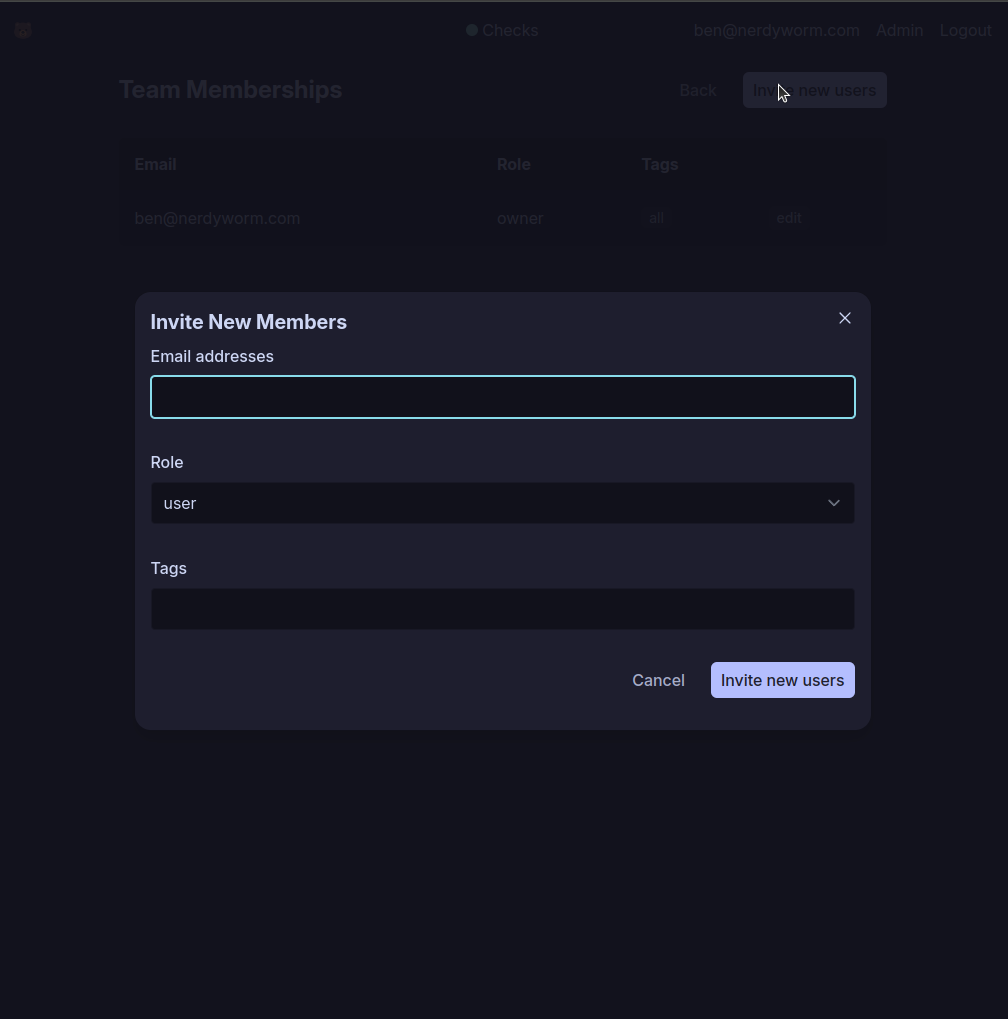 Checks ben@nerdyworm.com Admin Logout
Team Memberships Back Invite new users
Email Role Tags
ben@nerdyworm.com owner all edit
Invite New Members
Email addresses
Role
user
Tags
Cancel Invite new users